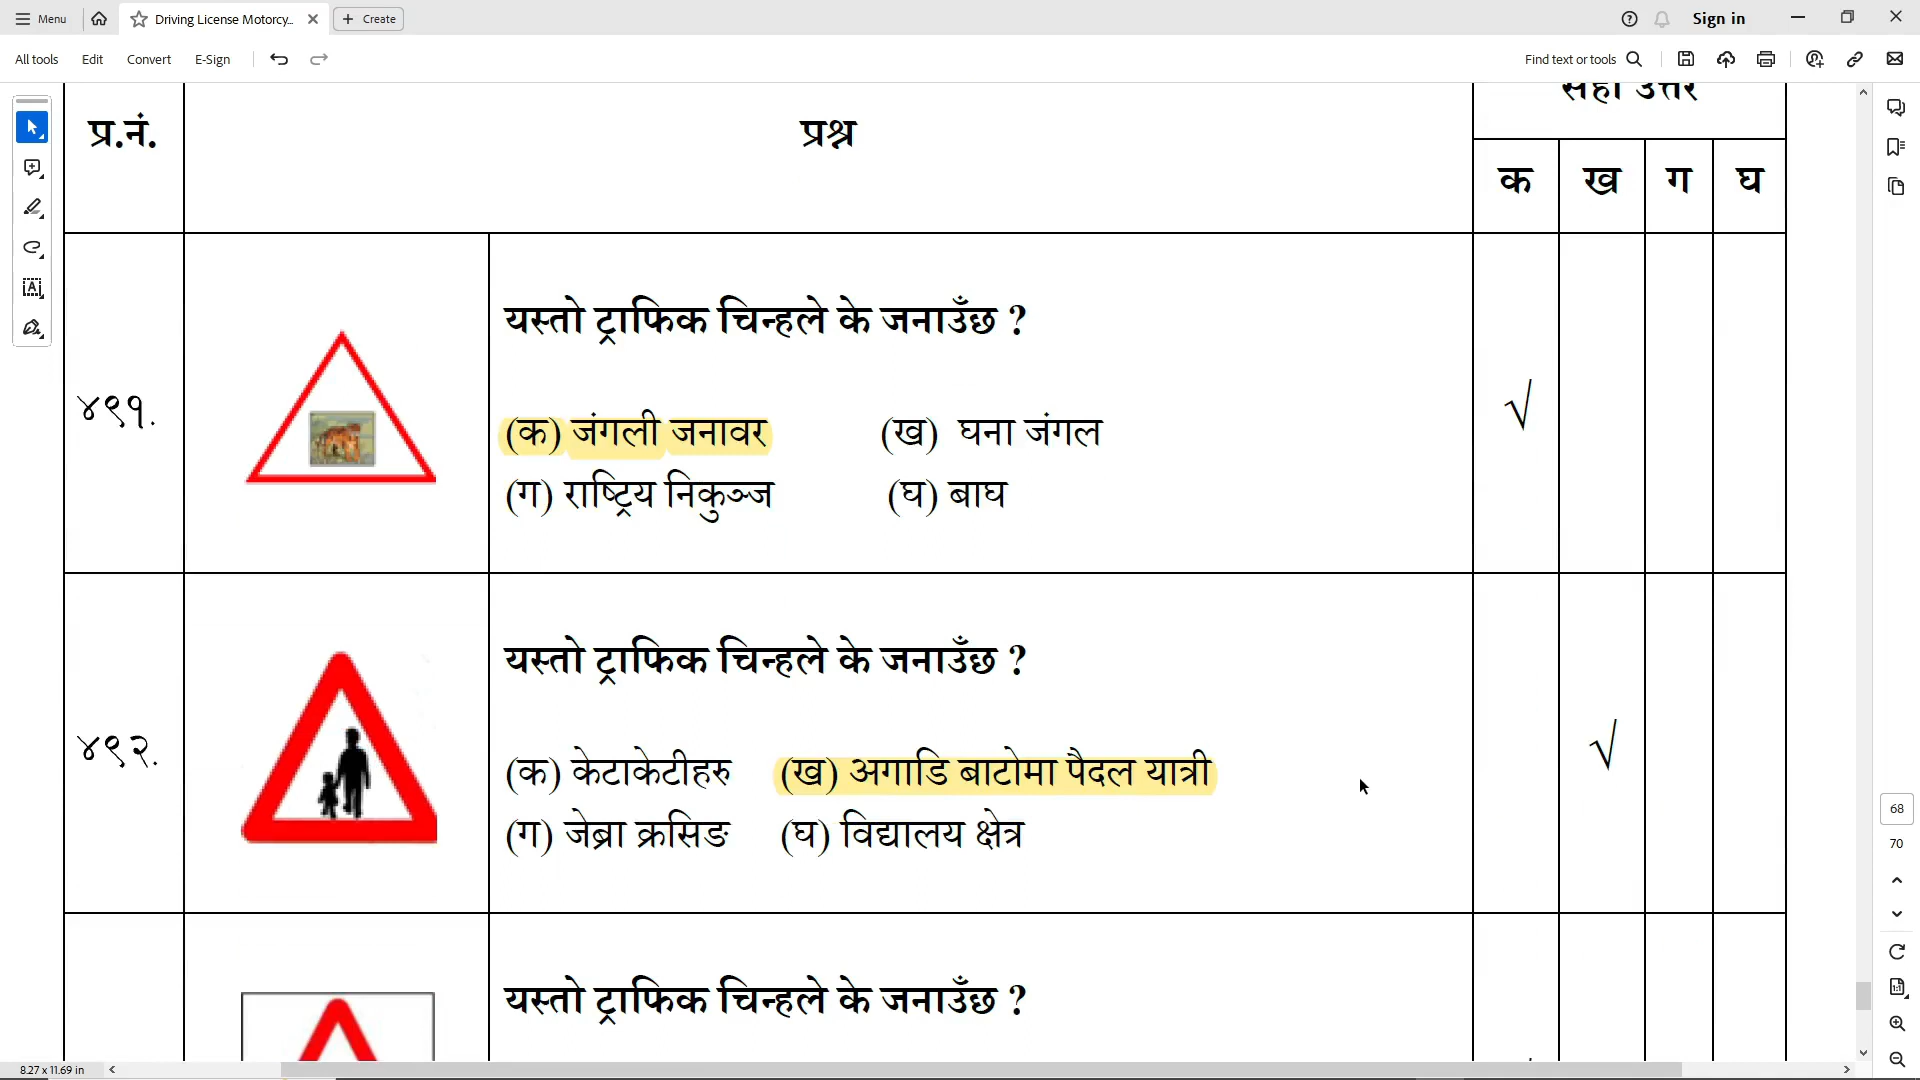 Menu
Driving License Motorcy...
Create
Sign in
All tools
Edit
Convert
E-Sign
Find text or tools
सही उत्तर
प्र.नं.
प्रश्न
क
ख
ग
घ
४९१.
यस्तो ट्राफिक चिन्हले के जनाउँछ ?
(क) जंगली जनावर (ख) घना जंगल
(ग) राष्ट्रिय निकुञ्ज (घ) बाघ
√
४९२.
यस्तो ट्राफिक चिन्हले के जनाउँछ ?
(क) केटाकेटीहरु (ख) अगाडि बाटोमा पैदल यात्री
(ग) जेब्रा क्रसिङ (घ) विद्यालय क्षेत्र
√
यस्तो ट्राफिक चिन्हले के जनाउँछ ?
68
70
8.27 x 11.69 in